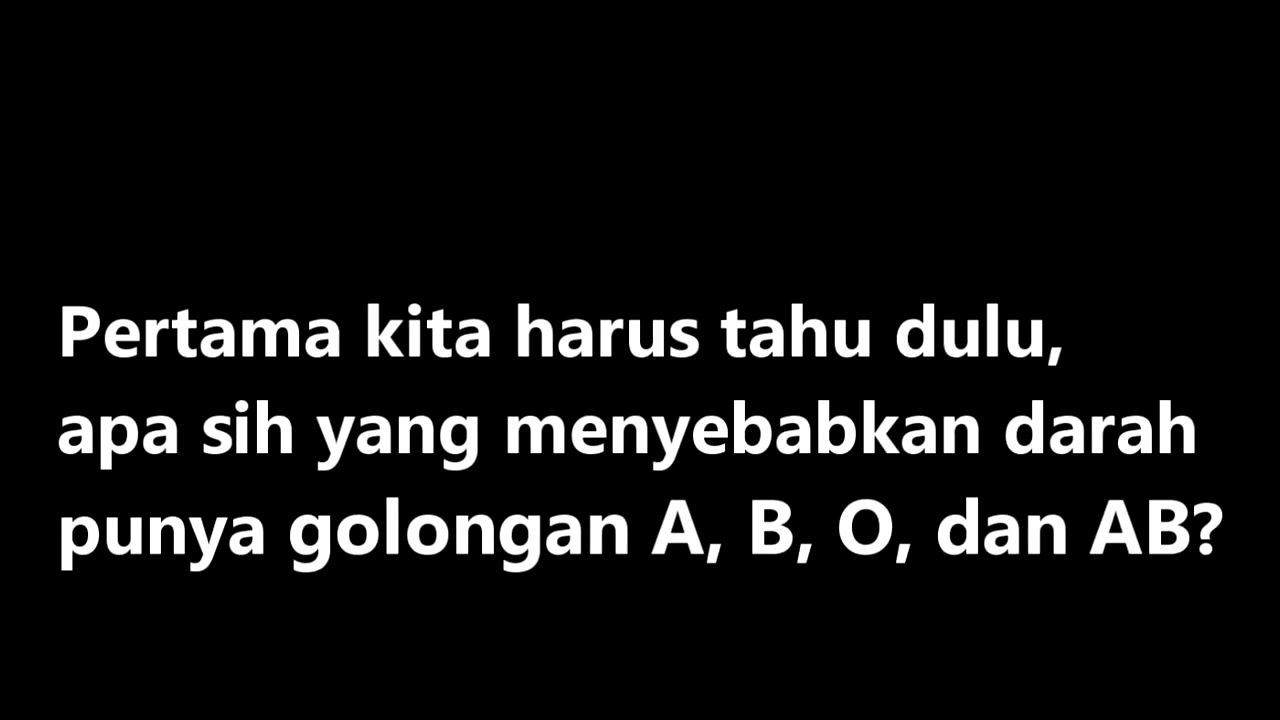 Pertama kita harus tahu dulu,
apa sih yang menyebabkan darah
punya golongan A, B, O, dan AB?